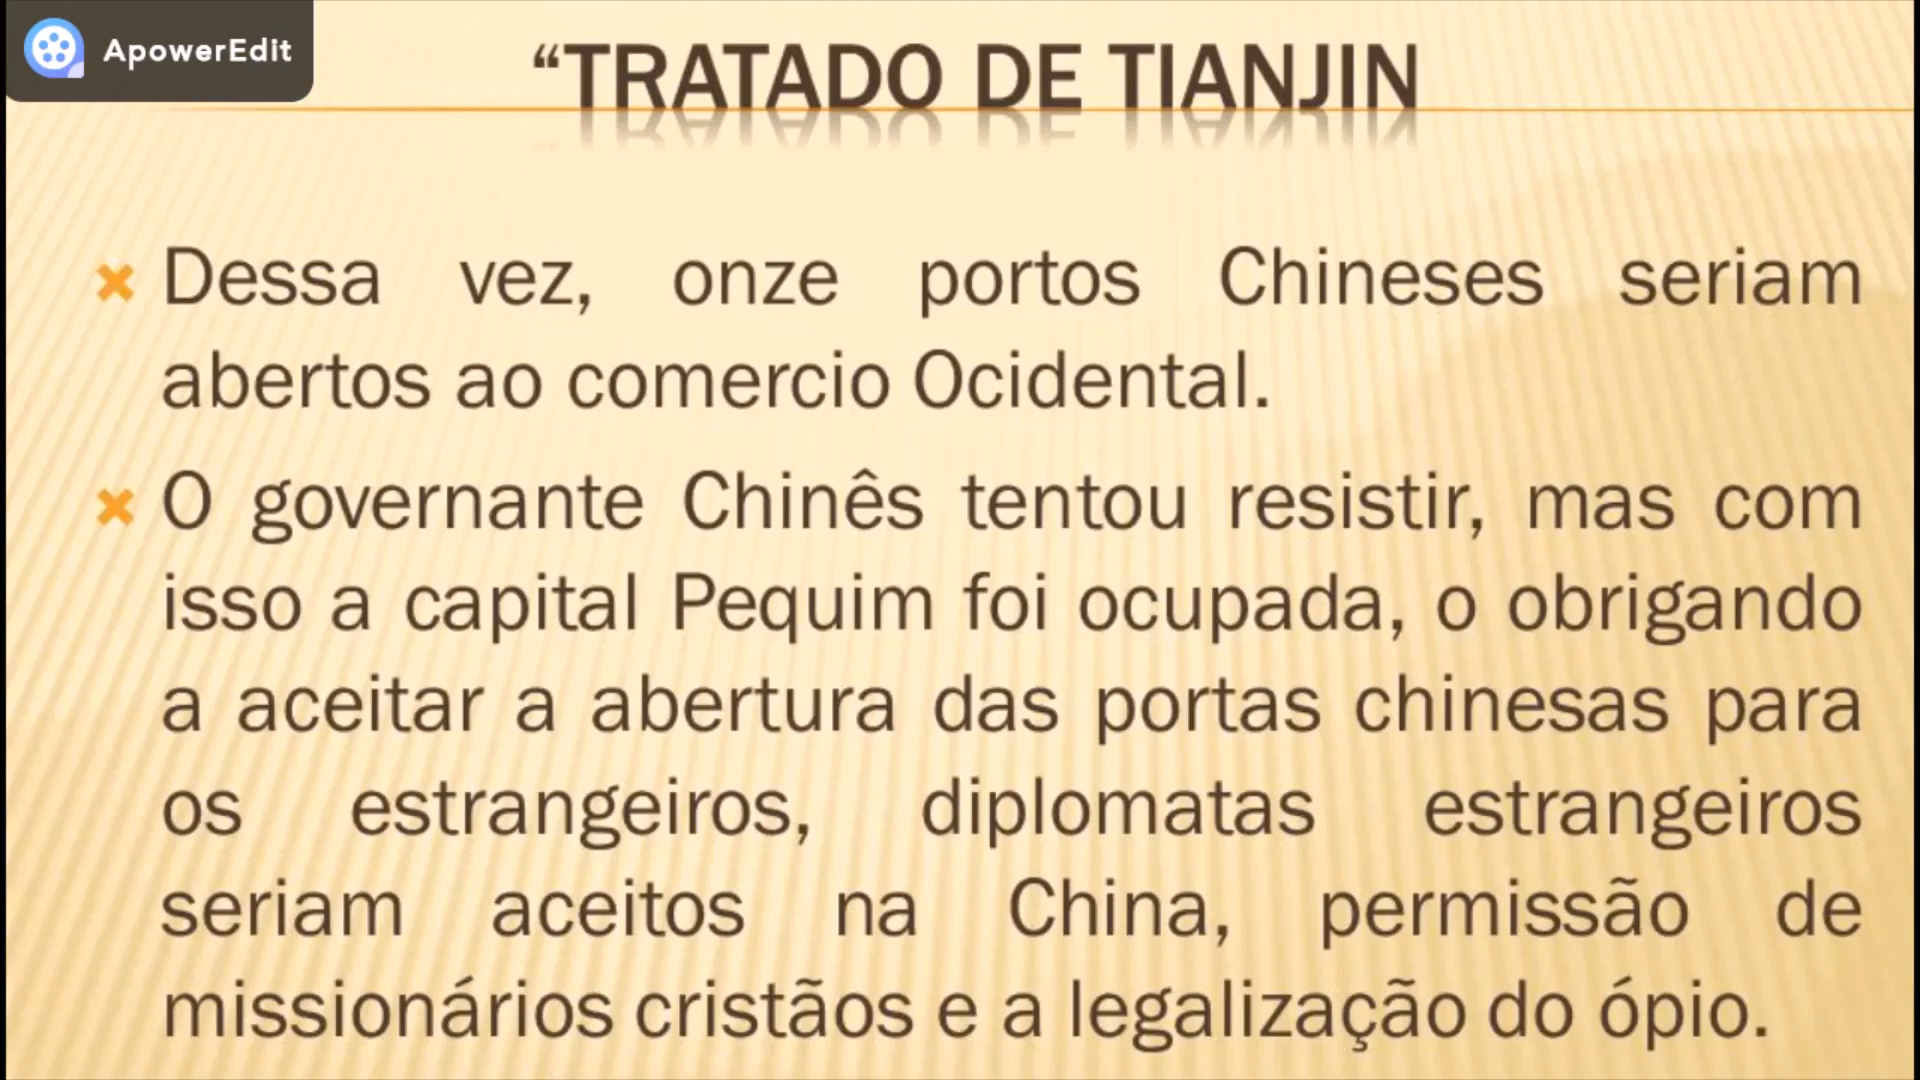 ApowerEdit
“TRATADO DE TIANJIN
Dessa vez, onze portos Chineses seriam
abertos ao comercio Ocidental.
O governante Chinês tentou resistir, mas com
isso a capital Pequim foi ocupada, o obrigando
a aceitar a abertura das portas chinesas para
os estrangeiros, diplomatas estrangeiros
seriam aceitos na China, permissão de
missionários cristãos e a legalização do ópio.